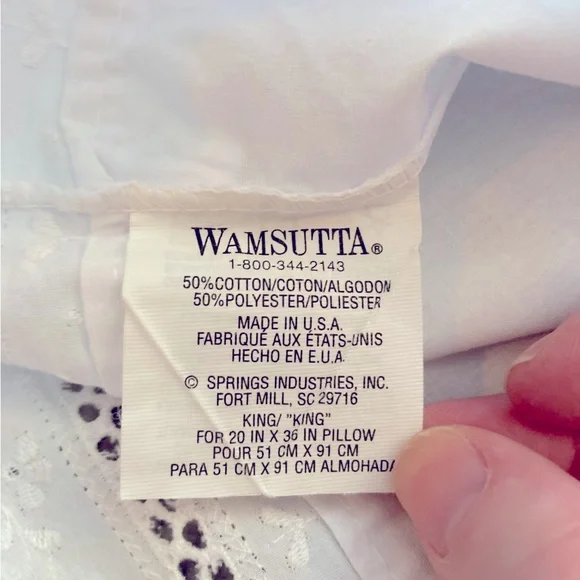 WAMSUTTA®
1-800-344-2143
50% COTTON/COTON/ALGODON
50% POLYESTER/POLIESTER
MADE IN U.S.A.
FABRIQUÉ AUX ÉTATS-UNIS
HECHO EN E.U.A.
© SPRINGS INDUSTRIES, INC.
FORT MILL, SC 29716
KING/ "KING"
FOR 20 IN X 36 IN PILLOW
POUR 51 CM X 91 CM
PARA 51 CM X 91 CM ALMOHADA